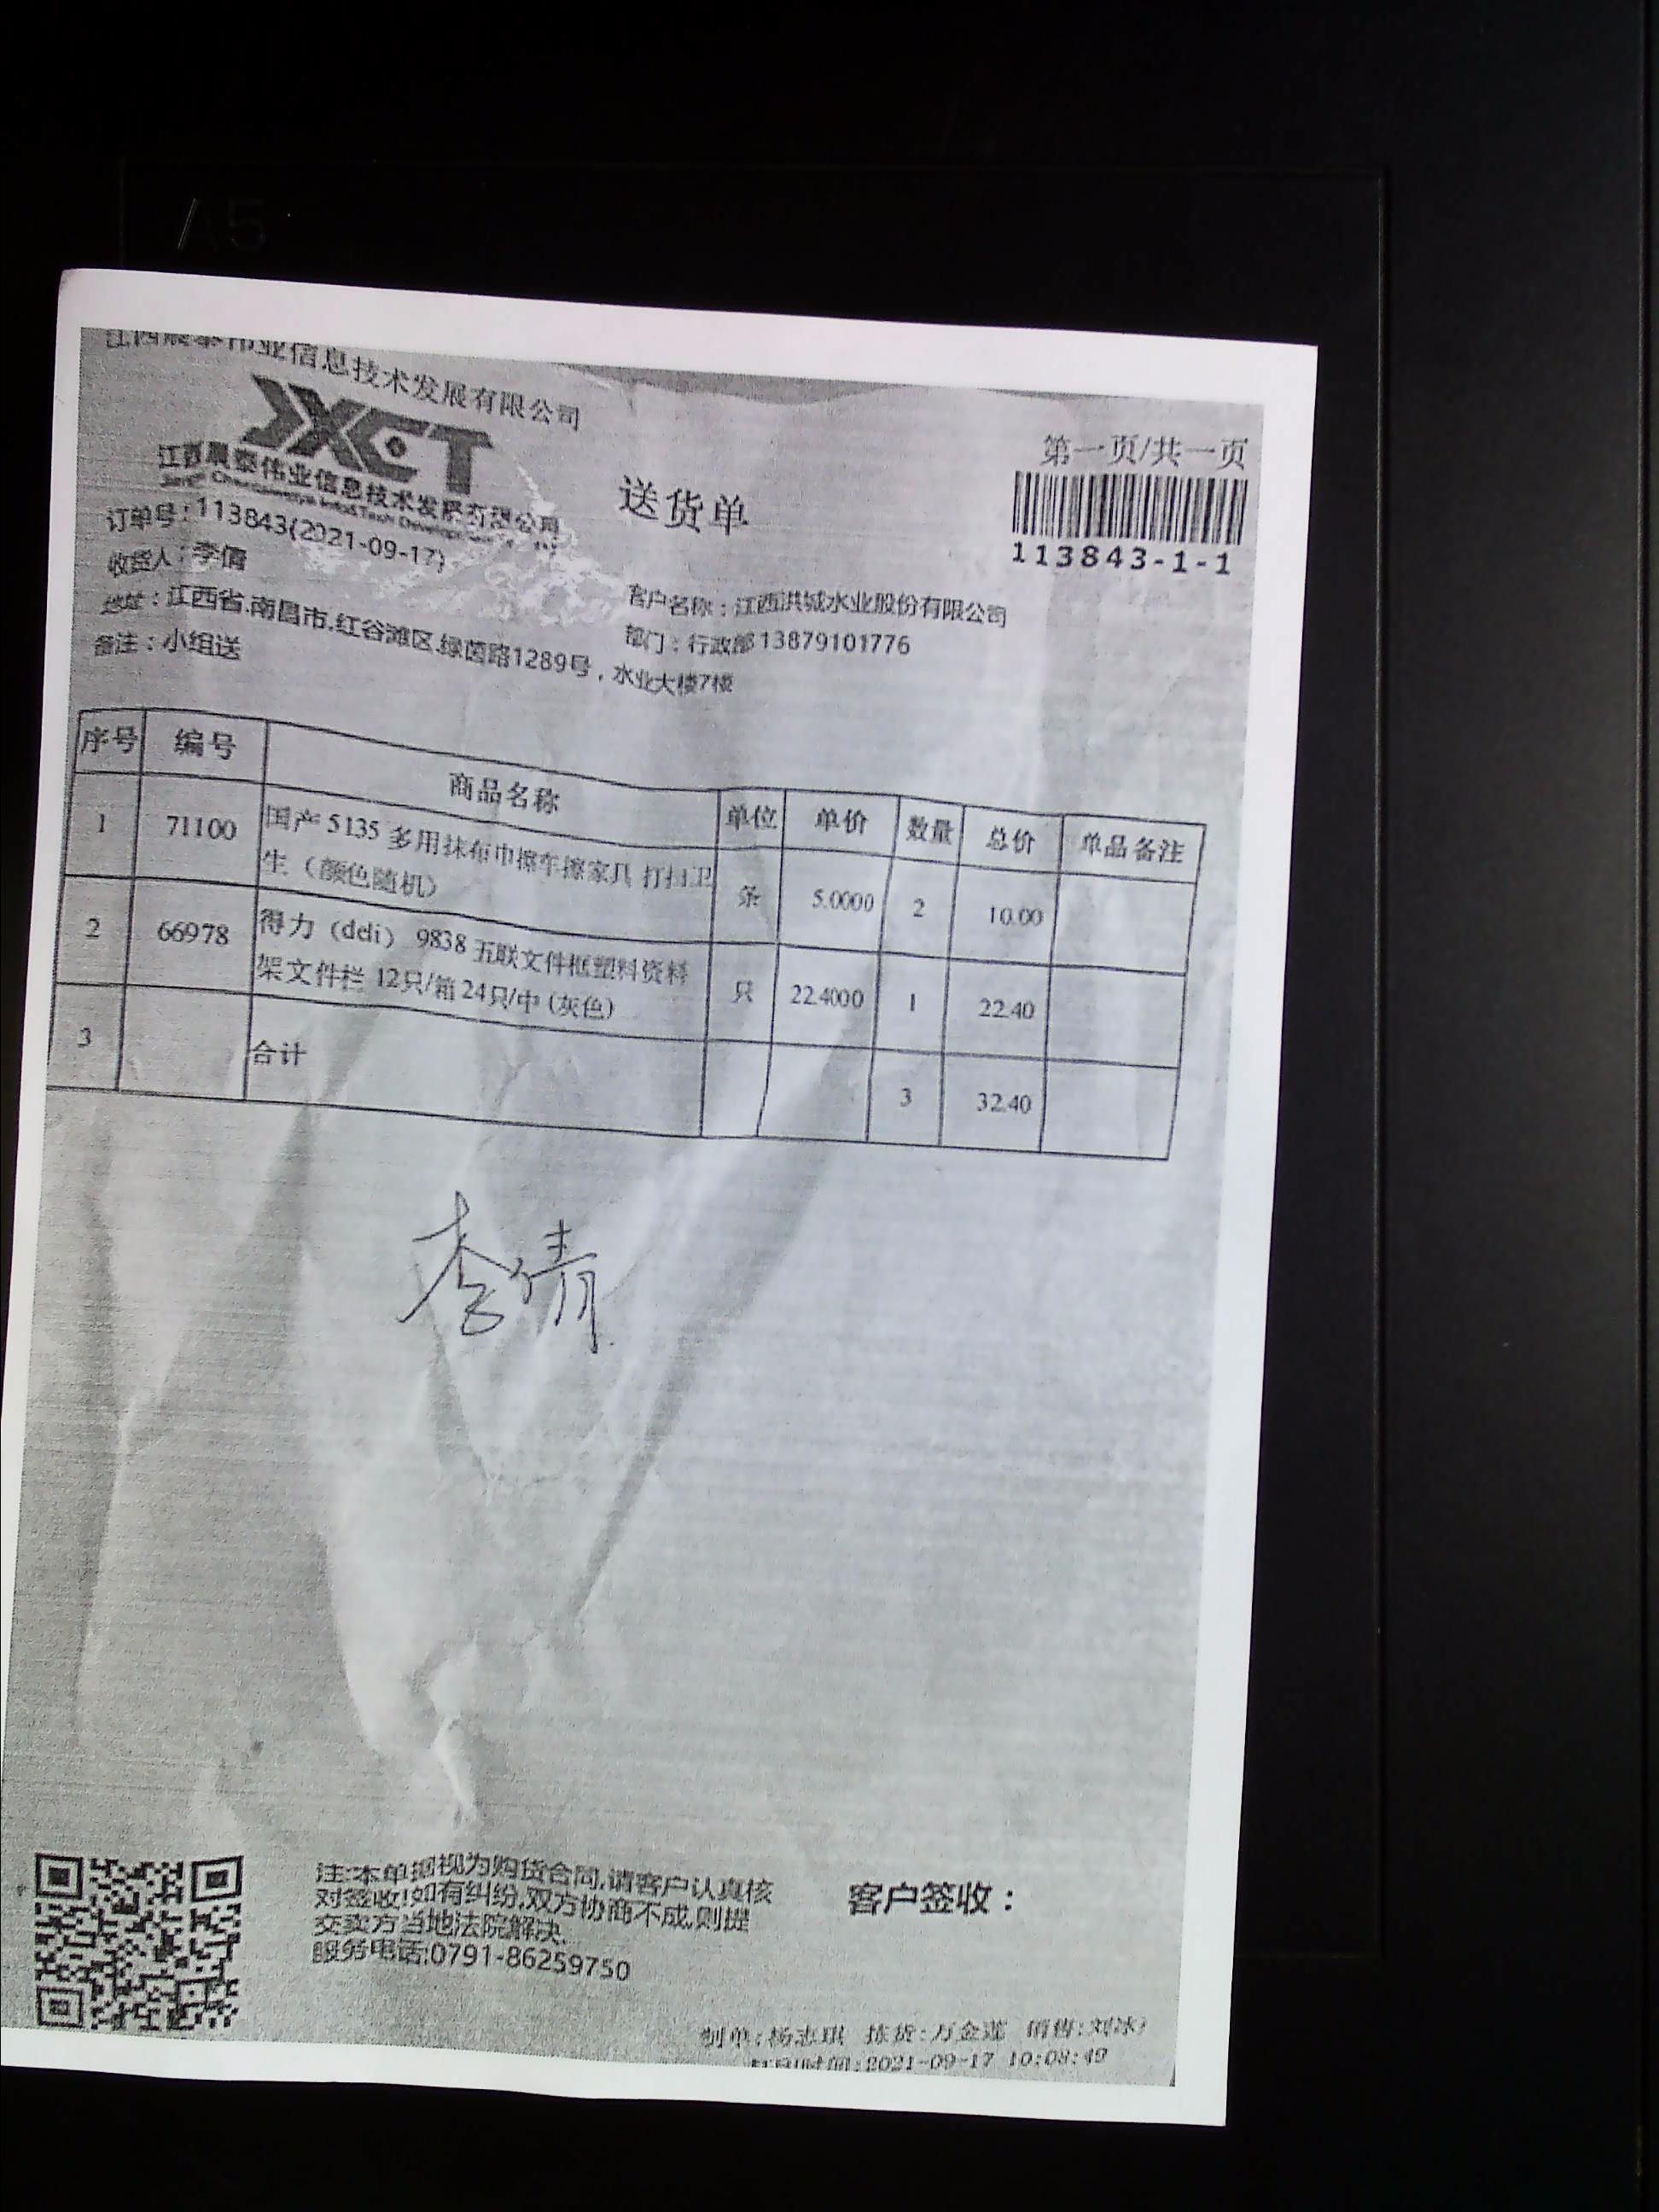 A5
江西晨泰伟业信息技术发展有限公司
JXCT
江西晨泰伟业信息技术发展有限公司
第一页/共一页
送货单
113843-1-1
订单号:113843(2021-09-17)
收货人:李倩
客户名称:江西洪城水业股份有限公司
地址:江西省.南昌市.红谷滩区.绿茵路1289号,水业大楼7楼
部门:行政部13879101776
备注:小组送
序号 编号 商品名称 单位 单价 数量 总价 单品备注
1 71100 国产 5135 多用抹布巾擦车擦家具 打扫卫生(颜色随机) 条 5.0000 2 10.00
2 66978 得力(deli) 9838 五联文件框塑料资料架文件栏 12只/箱 24只/中 (灰色) 只 22.4000 1 22.40
3 合计 3 32.40
李倩
注:本单据视为购货合同,请客户认真核
对签收!如有纠纷,双方协商不成,则提
交卖方当地法院解决.
服务电话:0791-86259750
客户签收:
制单:杨志琪 拣货:万金莲 销售:刘冰
打印时间:2021-09-17 10:08:49